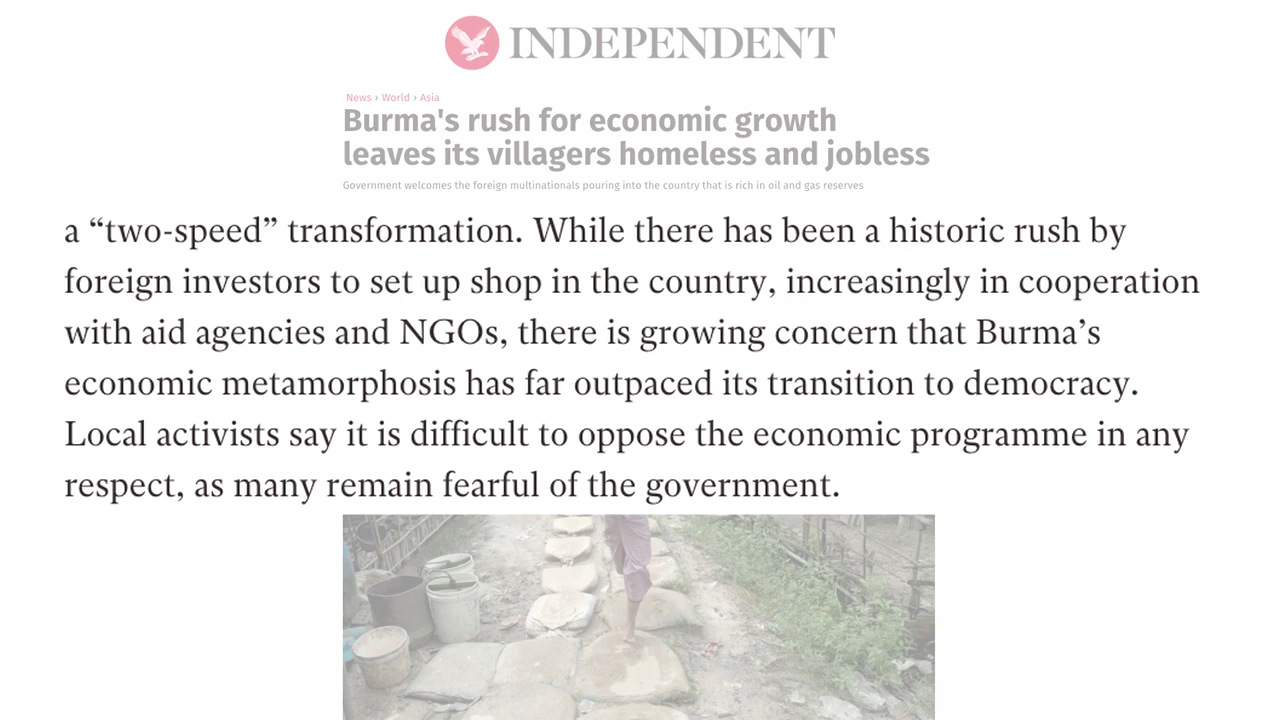 INDEPENDENT
News › World › Asia
Burma's rush for economic growth
leaves its villagers homeless and jobless
Government welcomes the foreign multinationals pouring into the country that is rich in oil and gas reserves
a “two-speed” transformation. While there has been a historic rush by
foreign investors to set up shop in the country, increasingly in cooperation
with aid agencies and NGOs, there is growing concern that Burma’s
economic metamorphosis has far outpaced its transition to democracy.
Local activists say it is difficult to oppose the economic programme in any
respect, as many remain fearful of the government.